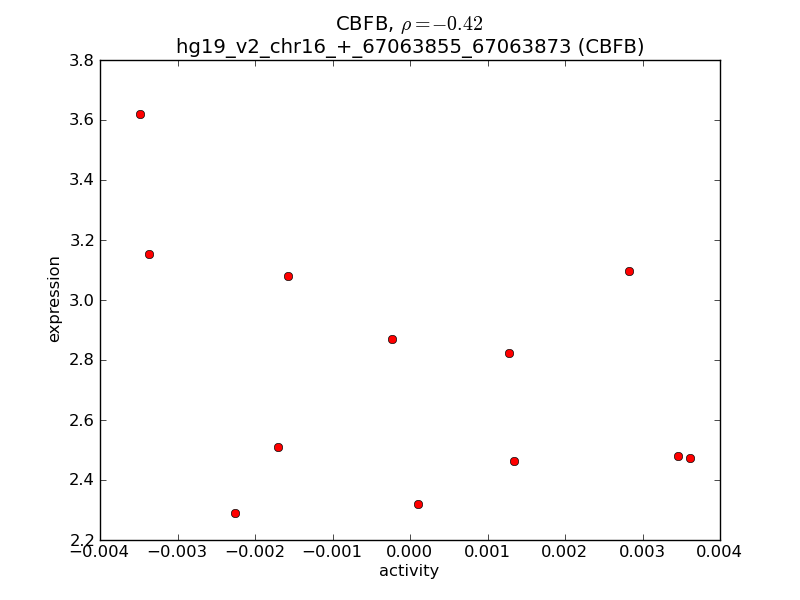 CBFB, ρ=−0.42
hg19_v2_chr16_+_67063855_67063873 (CBFB)
3.8
3.6
3.4
3.2
3.0
2.8
2.6
2.4
2.2
expression
−0.004 −0.003 −0.002 −0.001 0.000 0.001 0.002 0.003 0.004
activity